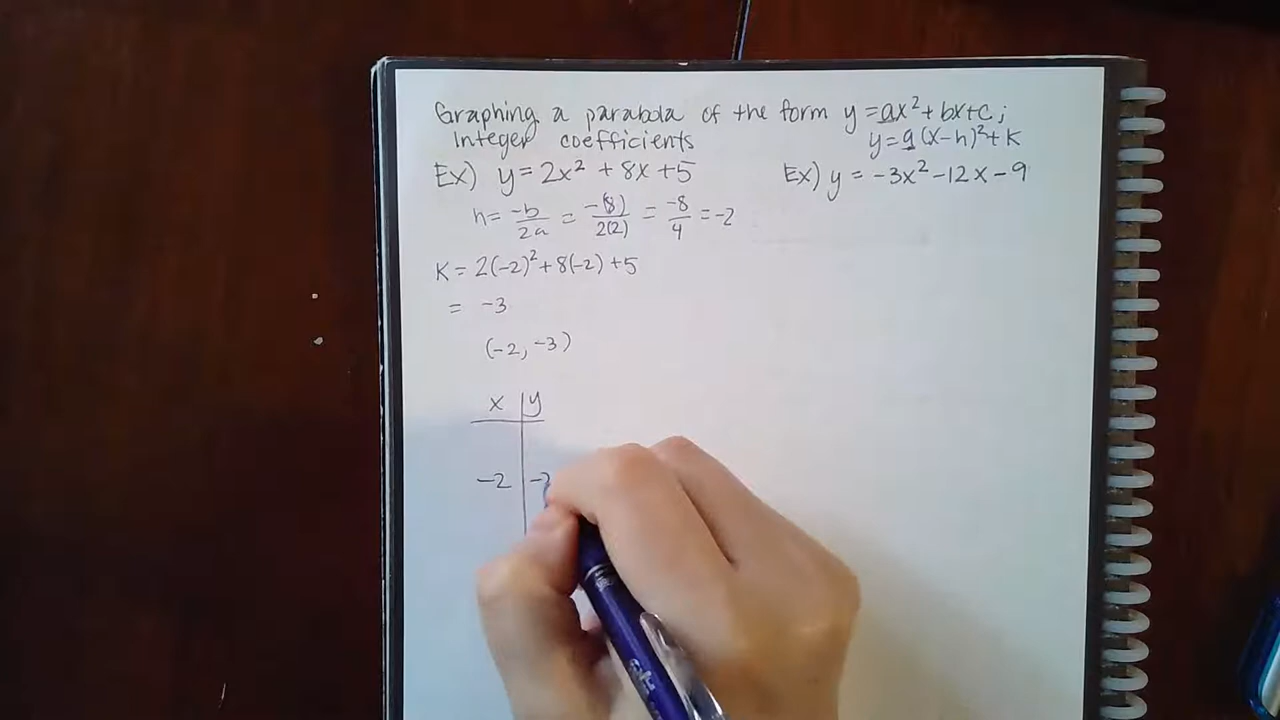 Graphing a parabola of the form y = ax² + bx + c;
Integer coefficients y = a(x-h)² + k
Ex) y = 2x² + 8x + 5
h = -b/2a = -(8)/2(2) = -8/4 = -2
K = 2(-2)² + 8(-2) + 5
= -3
(-2, -3)
x | y
-2 |
Ex) y = -3x² - 12x - 9